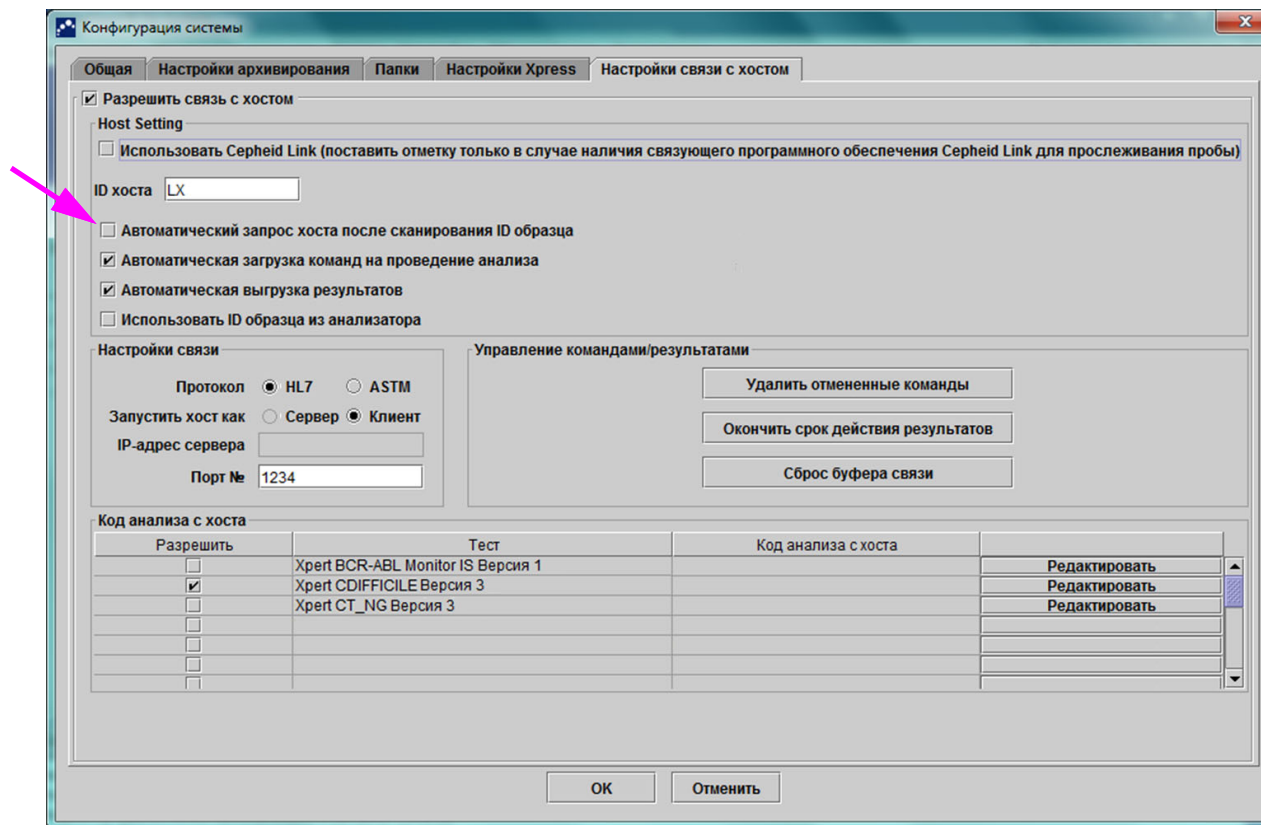 Конфигурация системы
Общая Настройки архивирования Папки Настройки Xpress Настройки связи с хостом
Разрешить связь с хостом
Host Setting
Использовать Cepheid Link (поставить отметку только в случае наличия связующего программного обеспечения Cepheid Link для прослеживания пробы)
ID хоста LX
Автоматический запрос хоста после сканирования ID образца
Автоматическая загрузка команд на проведение анализа
Автоматическая выгрузка результатов
Использовать ID образца из анализатора
Настройки связи
Протокол HL7 ASTM
Запустить хост как Сервер Клиент
IP-адрес сервера
Порт № 1234
Управление командами/результатами
Удалить отмененные команды
Окончить срок действия результатов
Сброс буфера связи
Код анализа с хоста
Разрешить Тест Код анализа с хоста
Xpert BCR-ABL Monitor IS Версия 1 Редактировать
Xpert CDIFFICILE Версия 3 Редактировать
Xpert CT_NG Версия 3 Редактировать
OK Отменить